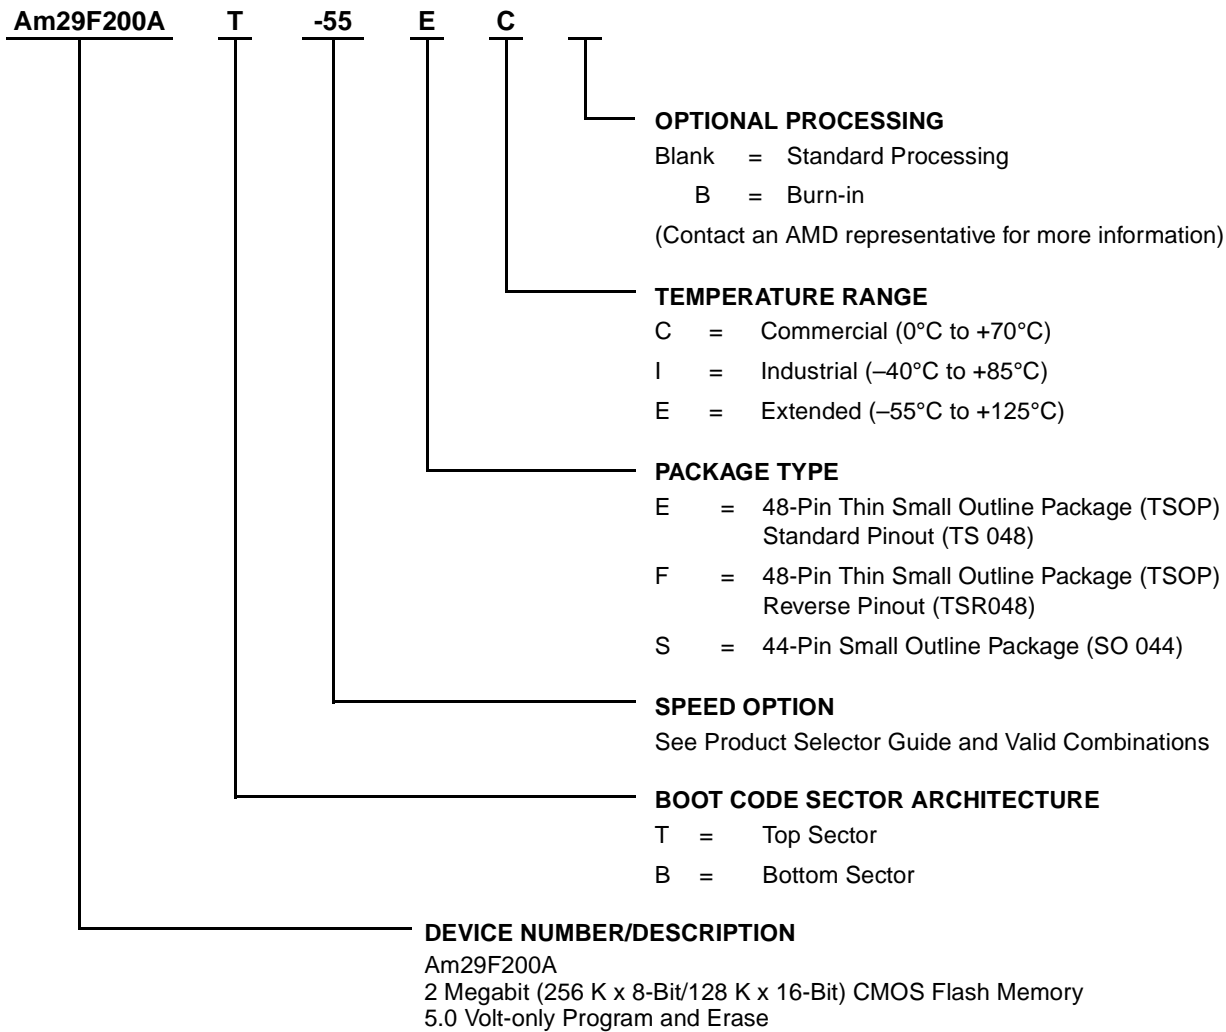 Am29F200A T -55 E C
OPTIONAL PROCESSING
Blank = Standard Processing
B = Burn-in
(Contact an AMD representative for more information)
TEMPERATURE RANGE
C = Commercial (0°C to +70°C)
I = Industrial (–40°C to +85°C)
E = Extended (–55°C to +125°C)
PACKAGE TYPE
E = 48-Pin Thin Small Outline Package (TSOP)
Standard Pinout (TS 048)
F = 48-Pin Thin Small Outline Package (TSOP)
Reverse Pinout (TSR048)
S = 44-Pin Small Outline Package (SO 044)
SPEED OPTION
See Product Selector Guide and Valid Combinations
BOOT CODE SECTOR ARCHITECTURE
T = Top Sector
B = Bottom Sector
DEVICE NUMBER/DESCRIPTION
Am29F200A
2 Megabit (256 K x 8-Bit/128 K x 16-Bit) CMOS Flash Memory
5.0 Volt-only Program and Erase